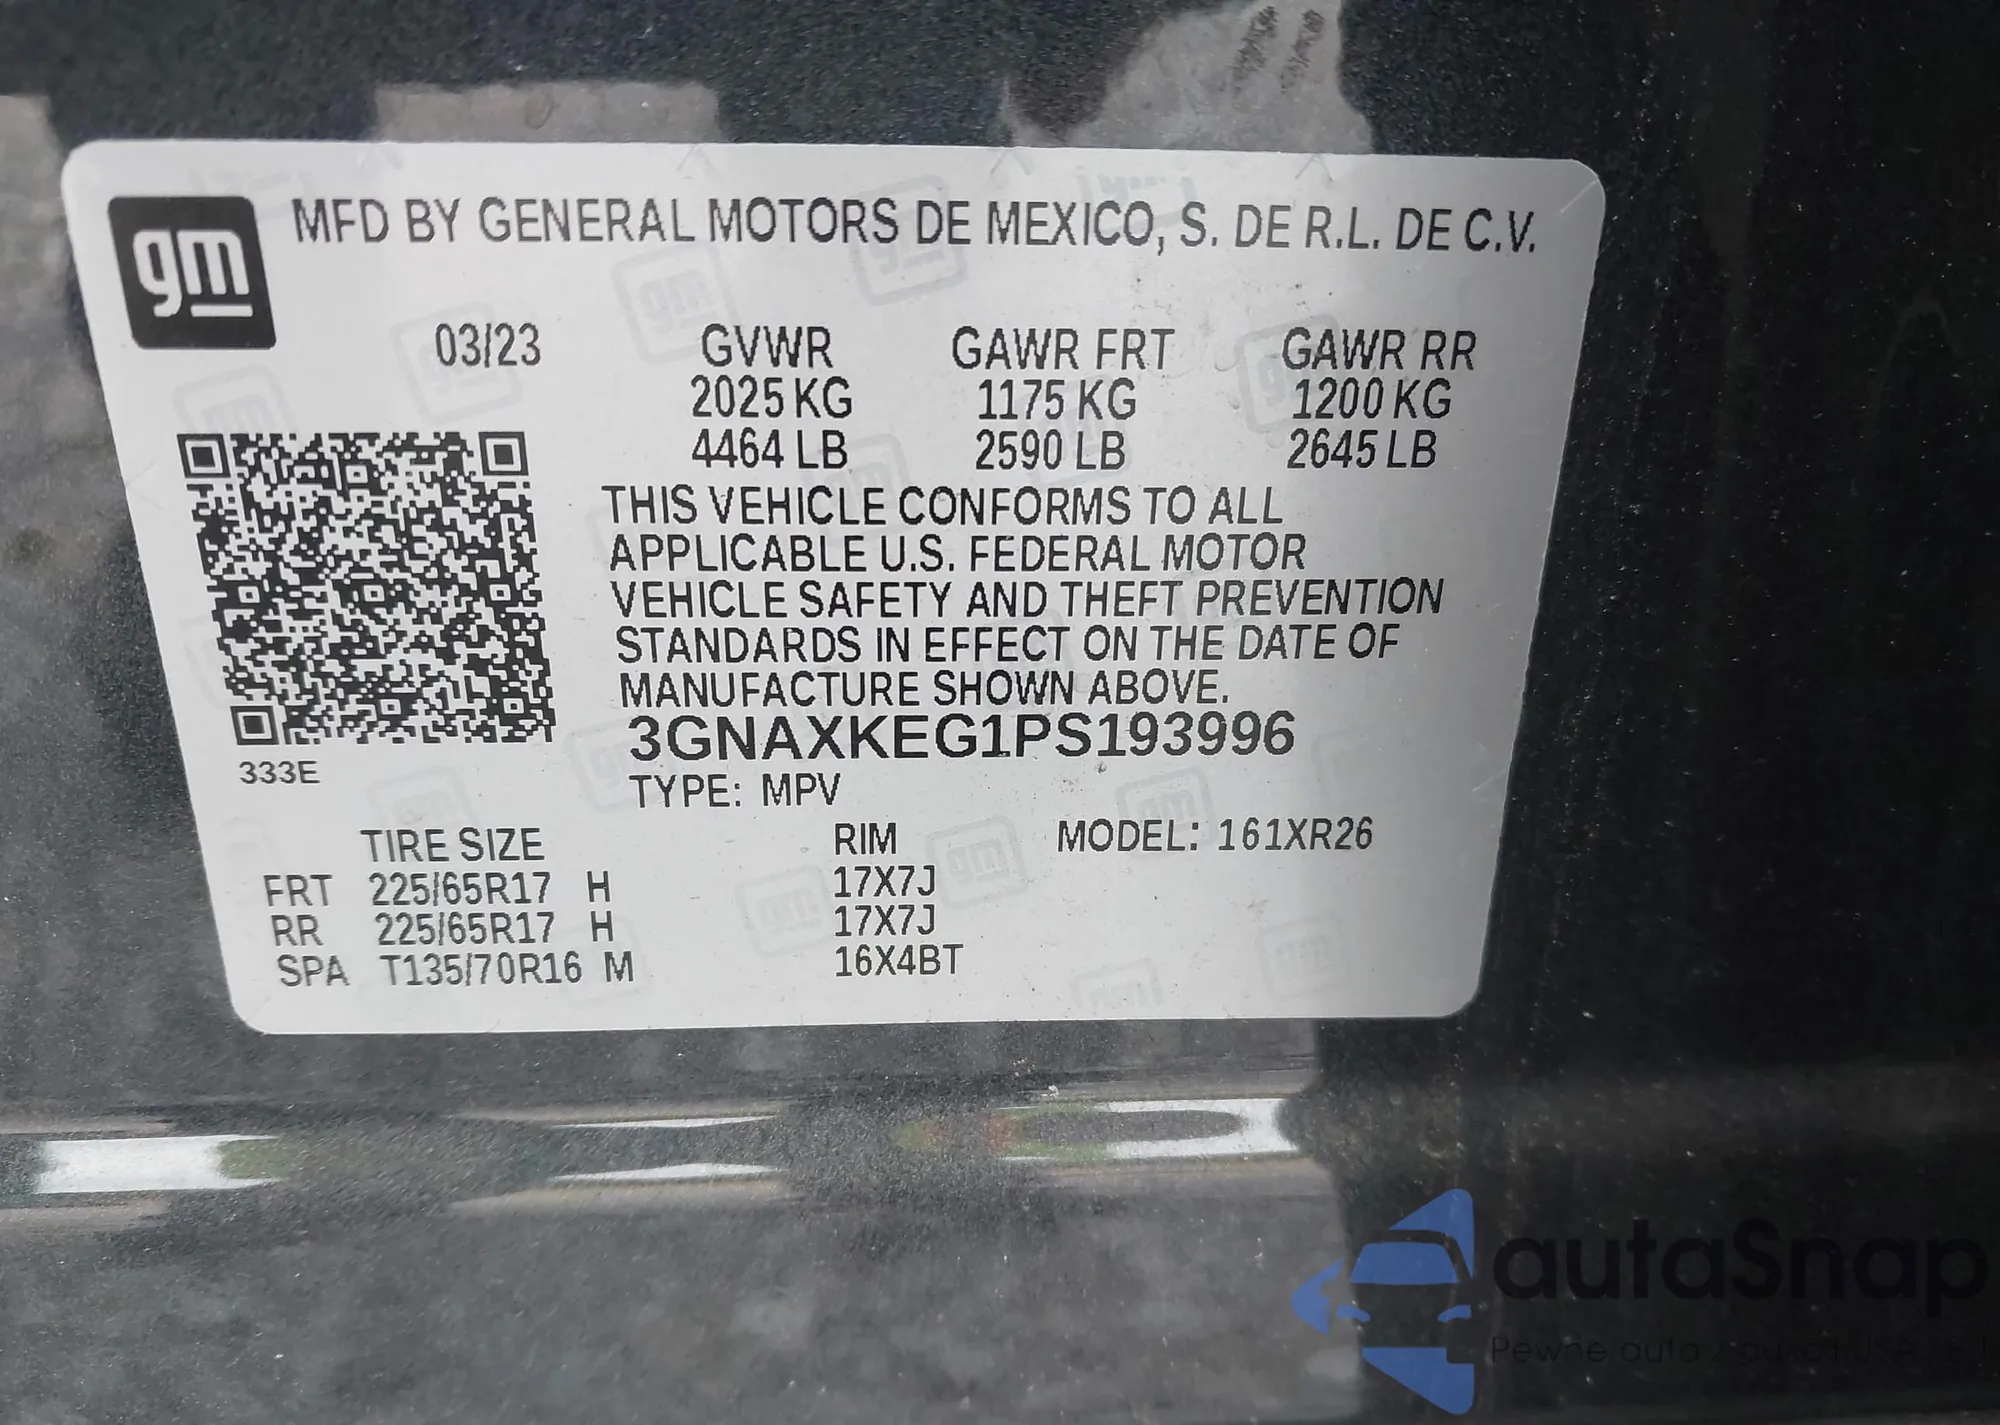 gm
MFD BY GENERAL MOTORS DE MEXICO, S. DE R.L. DE C.V.
03/23 GVWR GAWR FRT GAWR RR
2025 KG 1175 KG 1200 KG
4464 LB 2590 LB 2645 LB
THIS VEHICLE CONFORMS TO ALL
APPLICABLE U.S. FEDERAL MOTOR
VEHICLE SAFETY AND THEFT PREVENTION
STANDARDS IN EFFECT ON THE DATE OF
MANUFACTURE SHOWN ABOVE.
3GNAXKEG1PS193996
333E
TYPE: MPV
TIRE SIZE RIM MODEL: 161XR26
FRT 225/65R17 H 17X7J
RR 225/65R17 H 17X7J
SPA T135/70R16 M 16X4BT
autaSnap
Pewne auto z